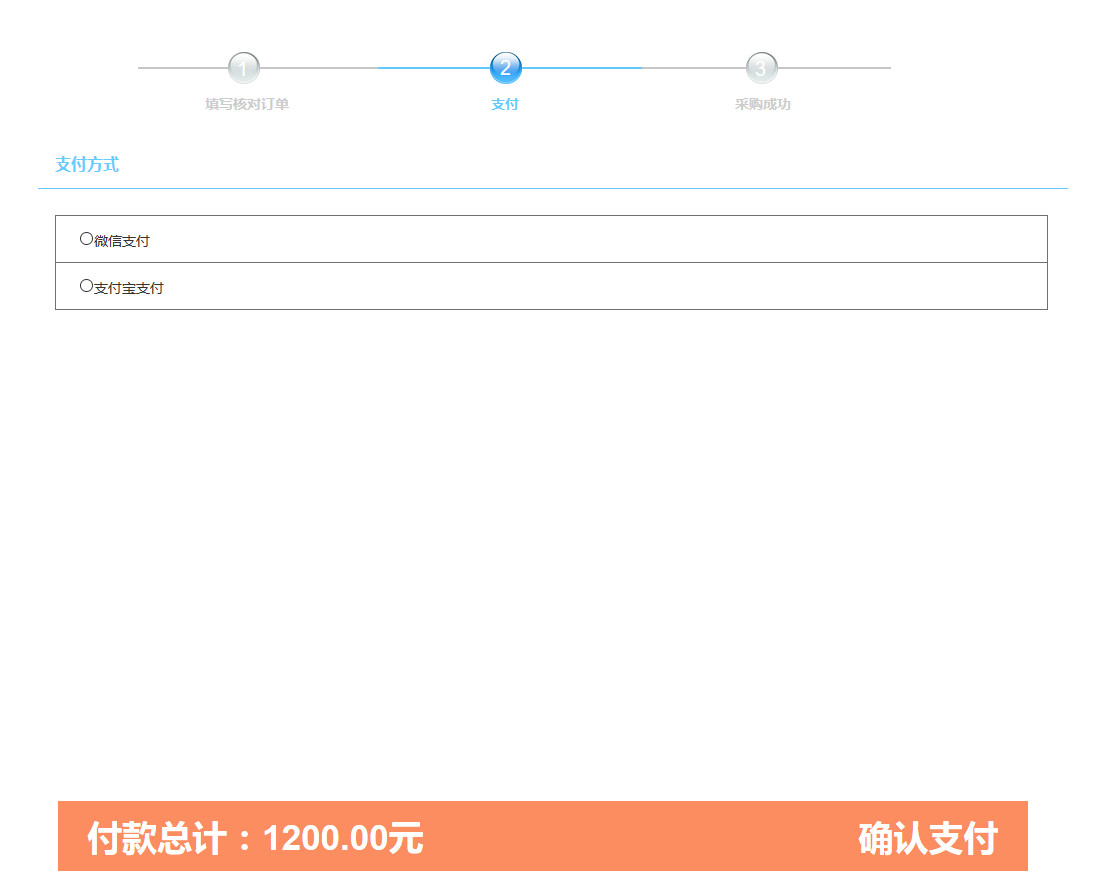 1 2 3
填写核对订单 支付 采购成功
支付方式
微信支付
支付宝支付
付款总计：1200.00元 确认支付